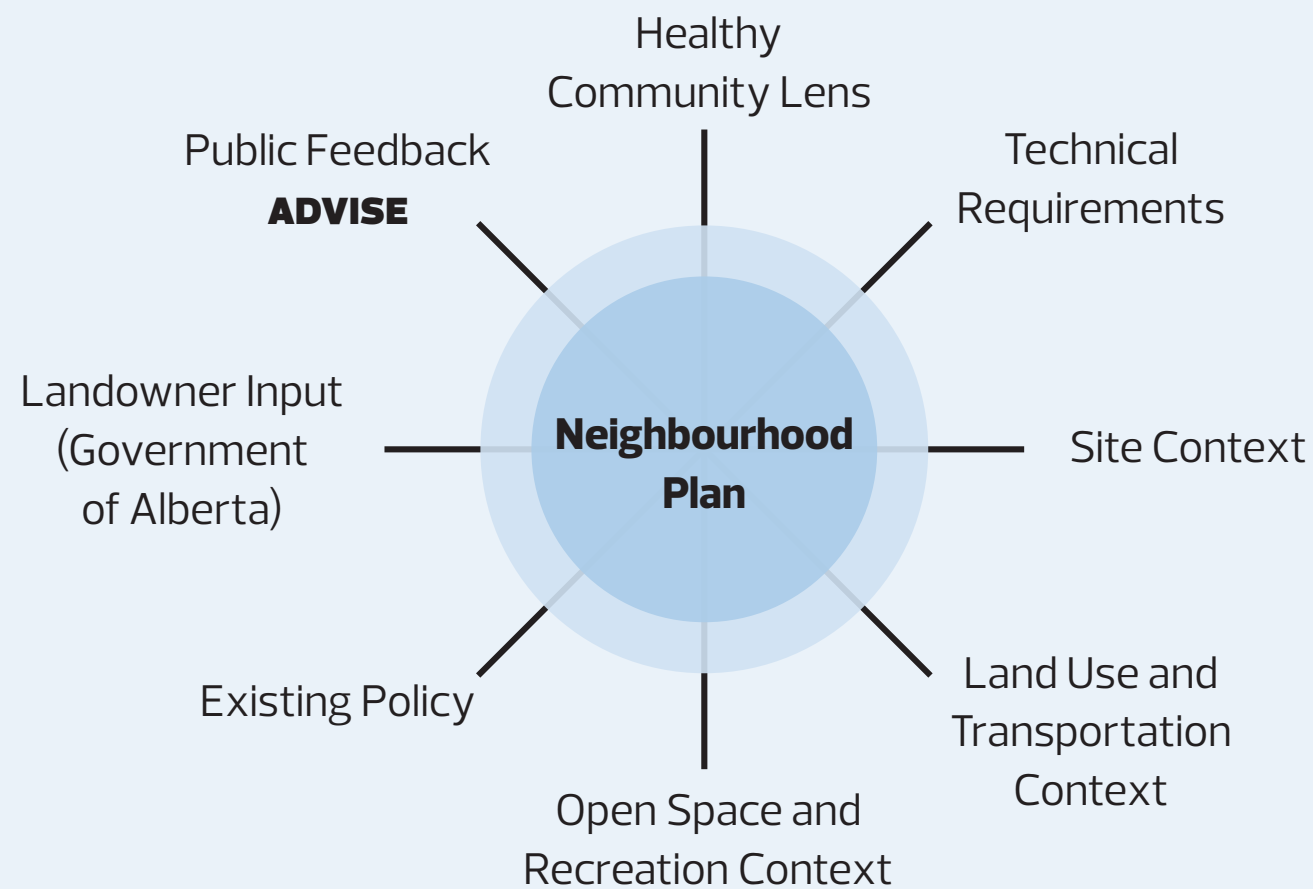 Healthy
Community Lens
Public Feedback
ADVISE
Technical
Requirements
Landowner Input
(Government
of Alberta)
Neighbourhood
Plan
Site Context
Existing Policy
Land Use and
Transportation
Context
Open Space and
Recreation Context